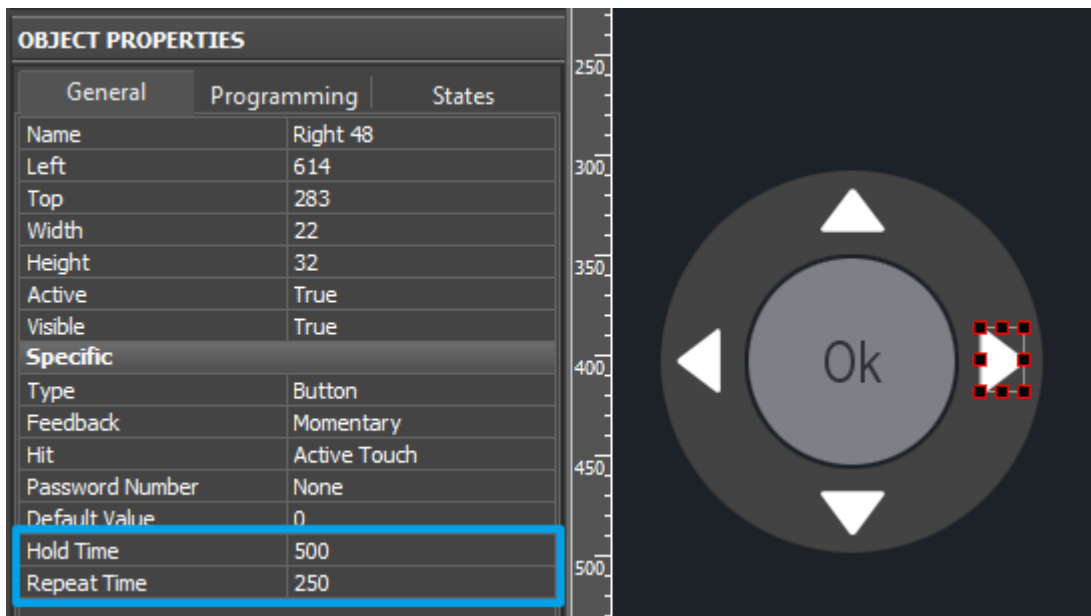 OBJECT PROPERTIES
General Programming States
Name Right 48
Left 614
Top 283
Width 22
Height 32
Active True
Visible True
Specific
Type Button
Feedback Momentary
Hit Active Touch
Password Number None
Default Value 0
Hold Time 500
Repeat Time 250
250
300
350
400
450
500
Ok